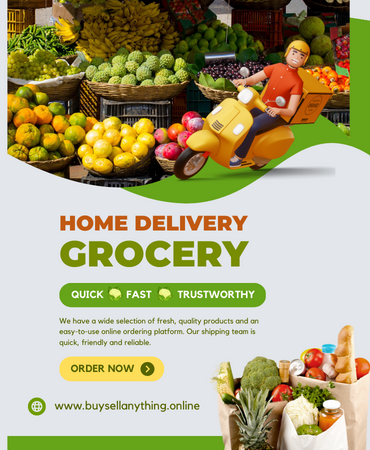 HOME DELIVERY
GROCERY
QUICK FAST TRUSTWORTHY
We have a wide selection of fresh, quality products and an
easy-to-use online ordering platform. Our shipping team is
quick, friendly and reliable.
ORDER NOW
www.buysellanything.online